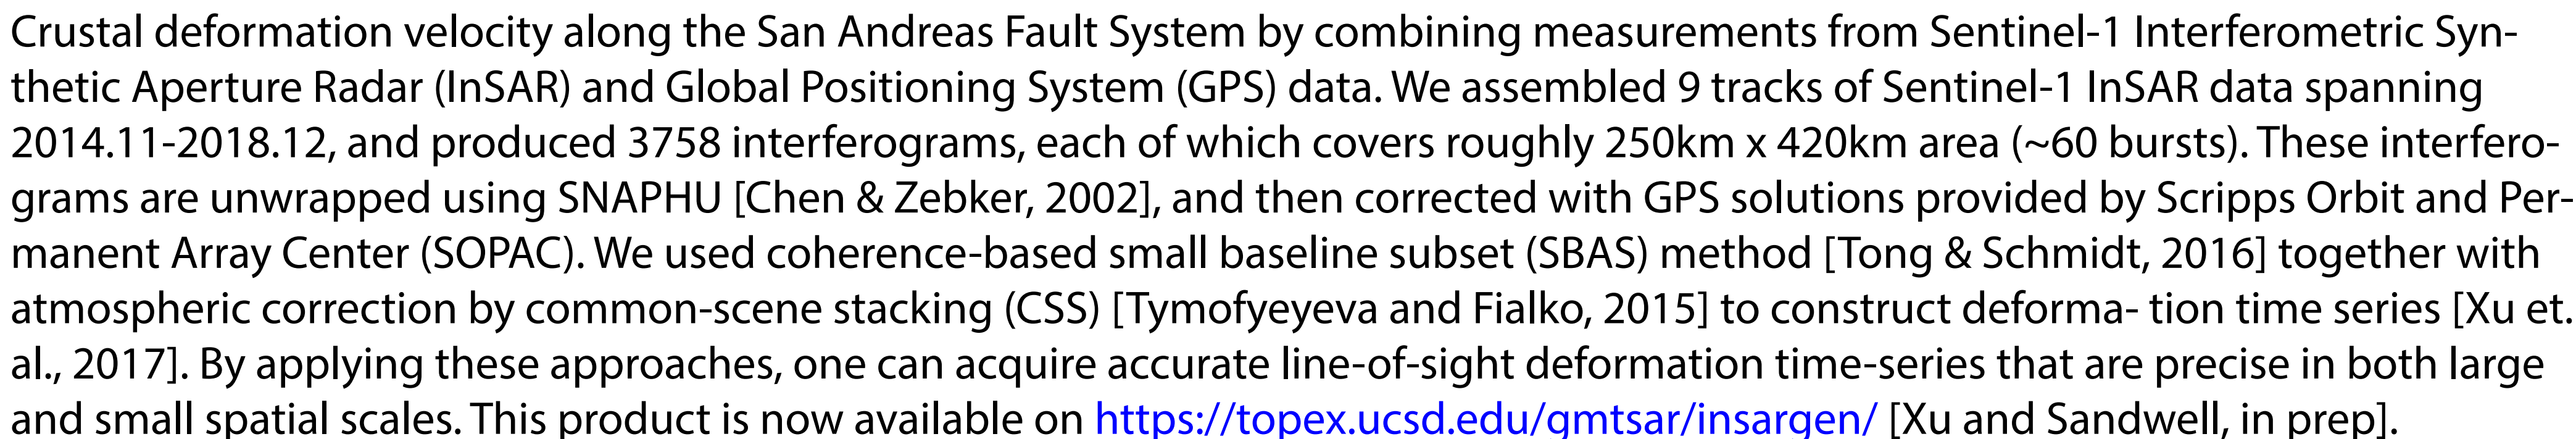 Crustal deformation velocity along the San Andreas Fault System by combining measurements from Sentinel-1 Interferometric Syn-
thetic Aperture Radar (InSAR) and Global Positioning System (GPS) data. We assembled 9 tracks of Sentinel-1 InSAR data spanning
2014.11-2018.12, and produced 3758 interferograms, each of which covers roughly 250km x 420km area (~60 bursts). These interfero-
grams are unwrapped using SNAPHU [Chen & Zebker, 2002], and then corrected with GPS solutions provided by Scripps Orbit and Per-
manent Array Center (SOPAC). We used coherence-based small baseline subset (SBAS) method [Tong & Schmidt, 2016] together with
atmospheric correction by common-scene stacking (CSS) [Tymofyeyeva and Fialko, 2015] to construct deforma- tion time series [Xu et.
al., 2017]. By applying these approaches, one can acquire accurate line-of-sight deformation time-series that are precise in both large
and small spatial scales. This product is now available on https://topex.ucsd.edu/gmtsar/insargen/ [Xu and Sandwell, in prep].